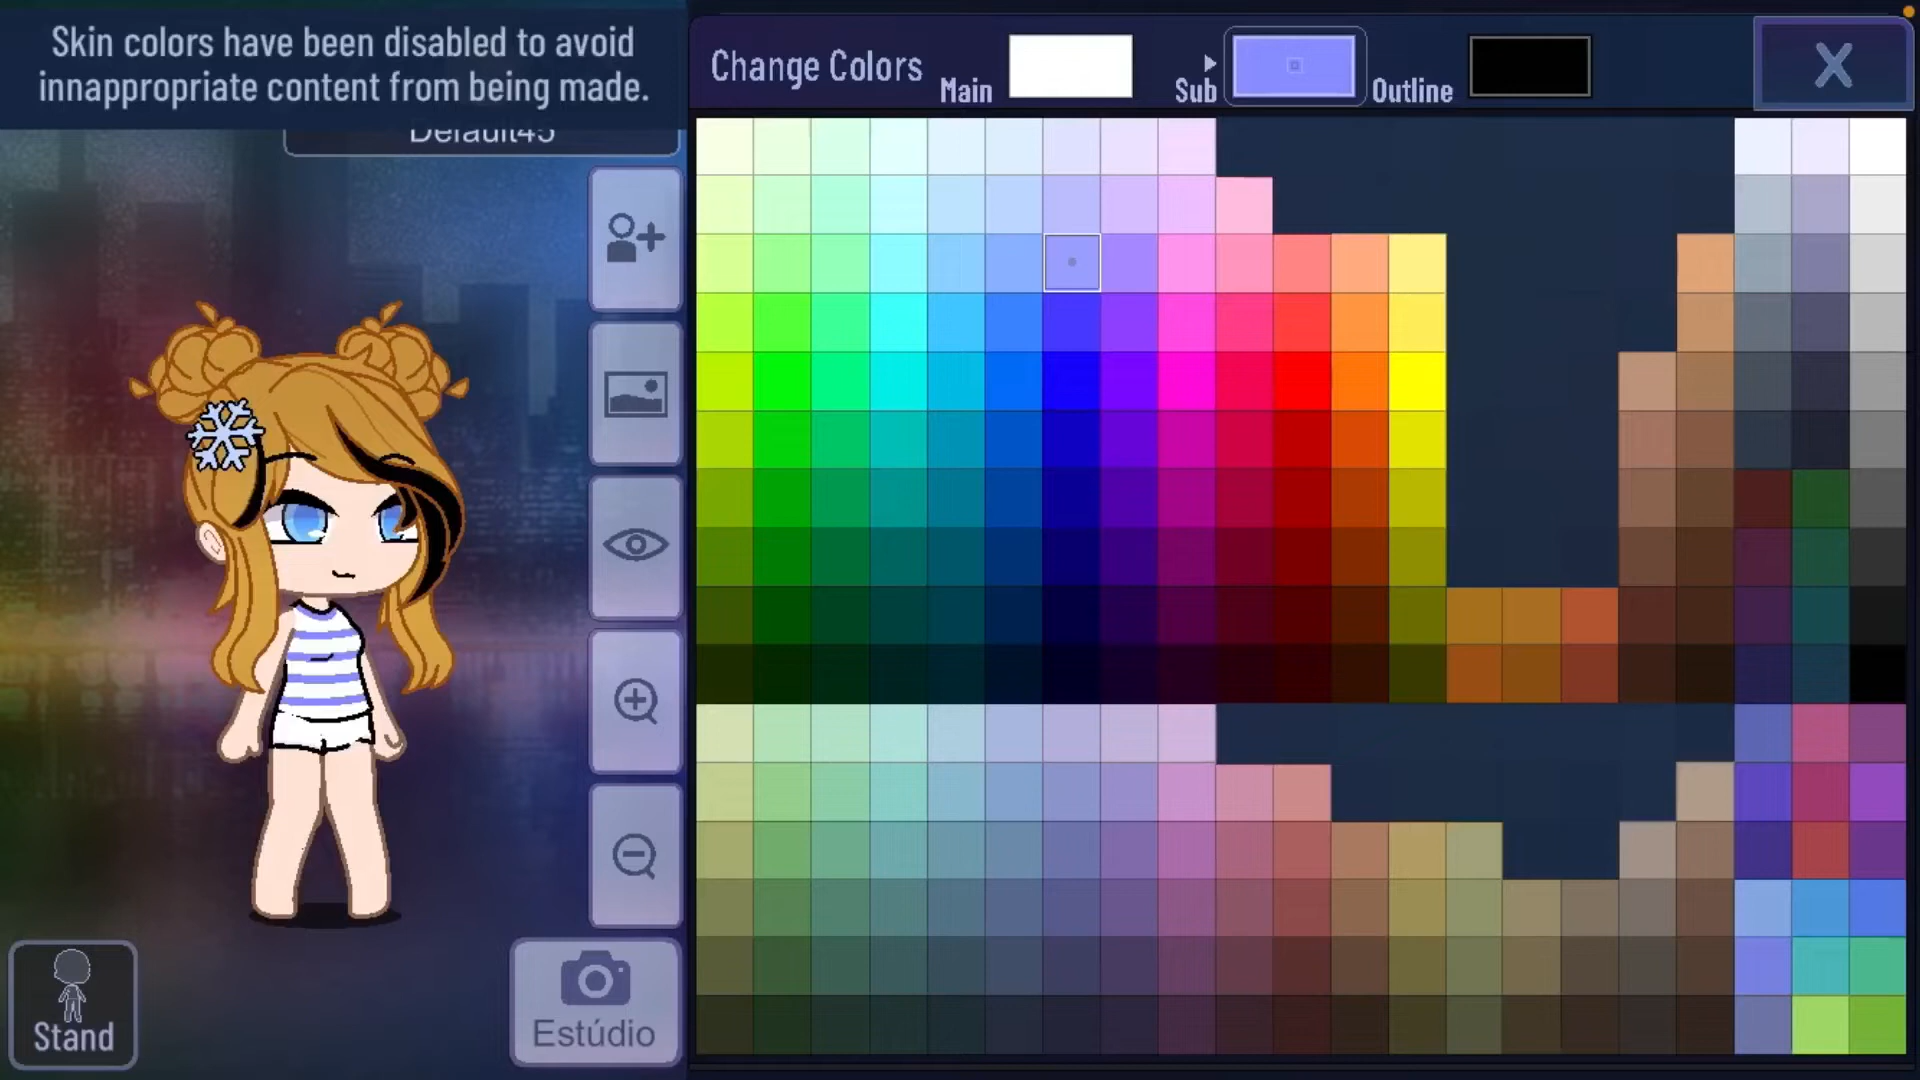 Skin colors have been disabled to avoid
innappropriate content from being made.
Default45
Change Colors
Main
Sub
Outline
X
Stand
Estúdio